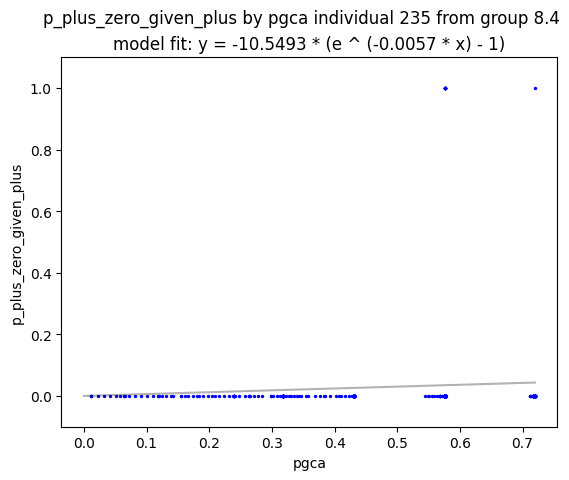 p_plus_zero_given_plus by pgca individual 235 from group 8.4
model fit: y = -10.5493 * (e ^ (-0.0057 * x) - 1)
1.0
0.8
0.6
0.4
0.2
0.0
p_plus_zero_given_plus
0.0 0.1 0.2 0.3 0.4 0.5 0.6 0.7
pgca